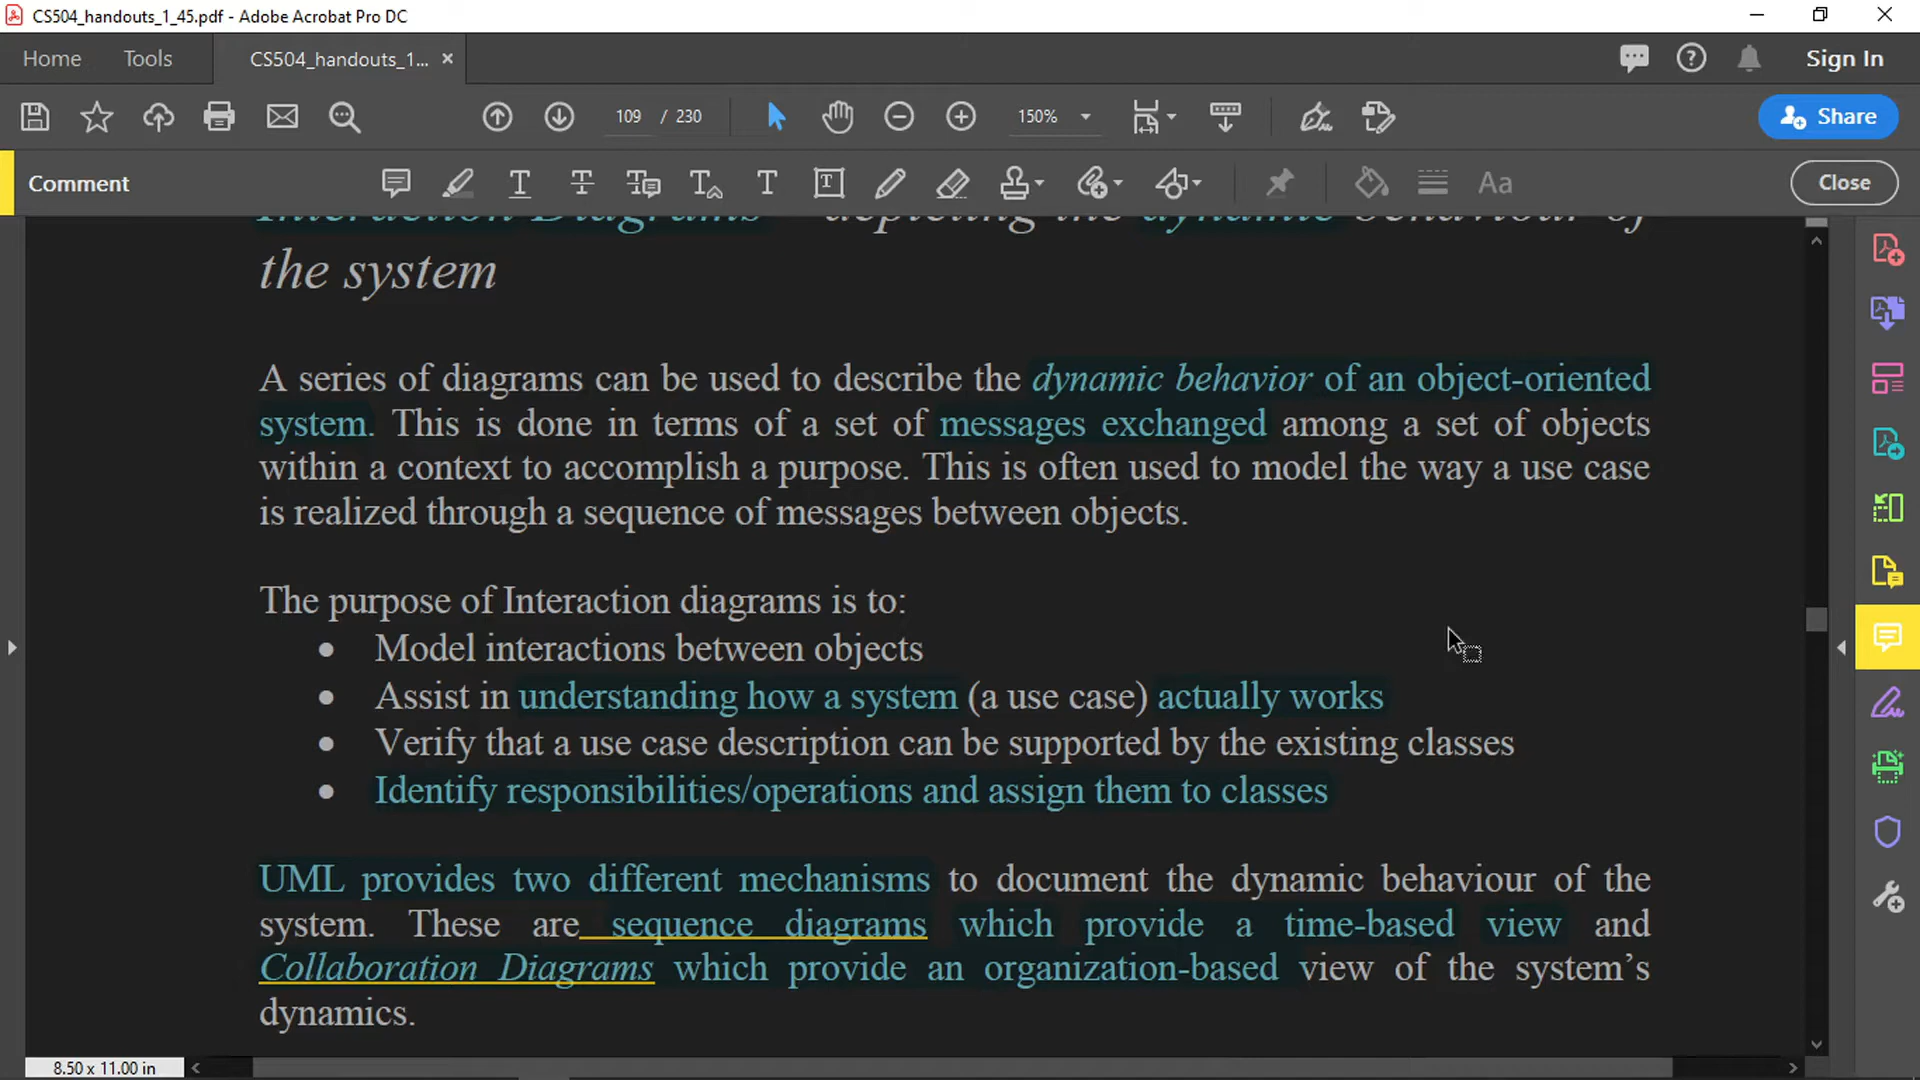 CS504_handouts_1_45.pdf - Adobe Acrobat Pro DC
Home Tools CS504_handouts_1... × Sign In
109 / 230 150% Share
Comment T T T T T T Aa Close
Interaction Diagrams depicting the dynamic behaviour of
the system
A series of diagrams can be used to describe the dynamic behavior of an object-oriented
system. This is done in terms of a set of messages exchanged among a set of objects
within a context to accomplish a purpose. This is often used to model the way a use case
is realized through a sequence of messages between objects.
The purpose of Interaction diagrams is to:
• Model interactions between objects
• Assist in understanding how a system (a use case) actually works
• Verify that a use case description can be supported by the existing classes
• Identify responsibilities/operations and assign them to classes
UML provides two different mechanisms to document the dynamic behaviour of the
system. These are sequence diagrams which provide a time-based view and
Collaboration Diagrams which provide an organization-based view of the system’s
dynamics.
8.50 x 11.00 in